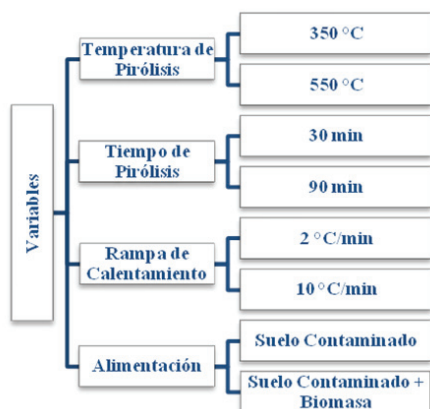 Variables
Temperatura de
Pirólisis
350 °C
550 °C
Tiempo de
Pirólisis
30 min
90 min
Rampa de
Calentamiento
2 °C/min
10 °C/min
Alimentación
Suelo Contaminado
Suelo Contaminado +
Biomasa